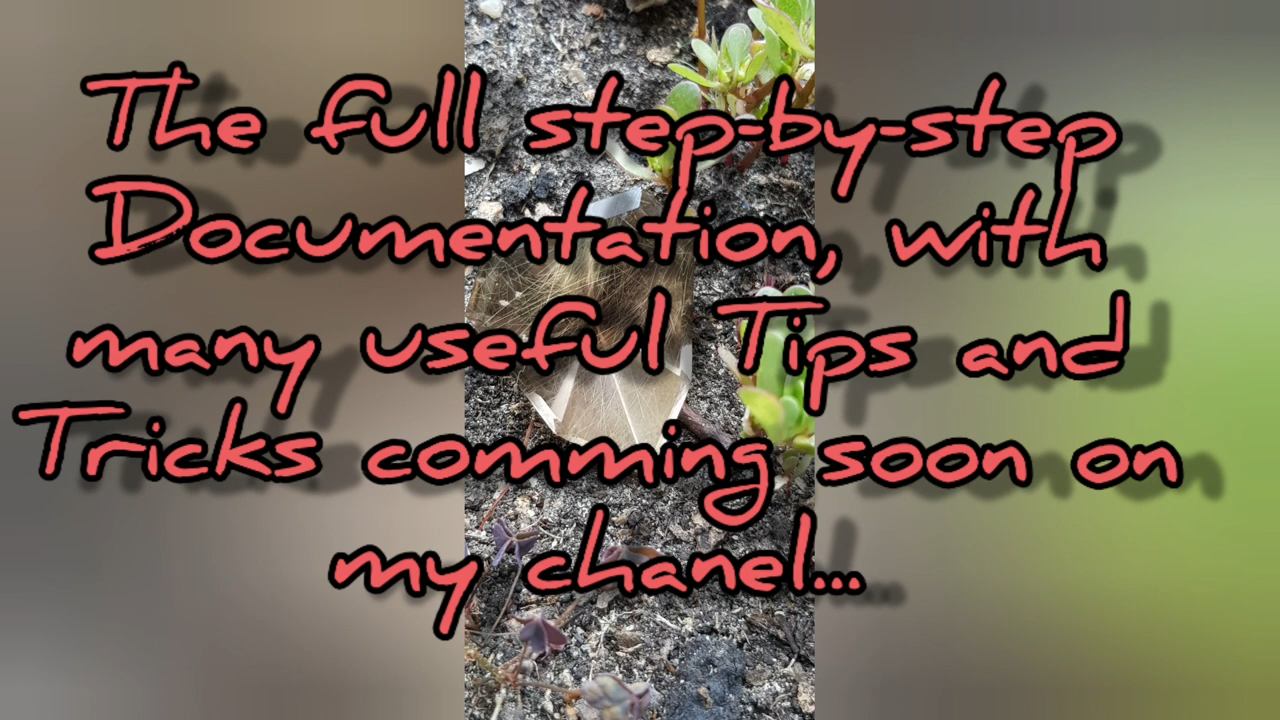 The full step-by-step
Documentation, with
many useful Tips and
Tricks comming soon on
my chanel...